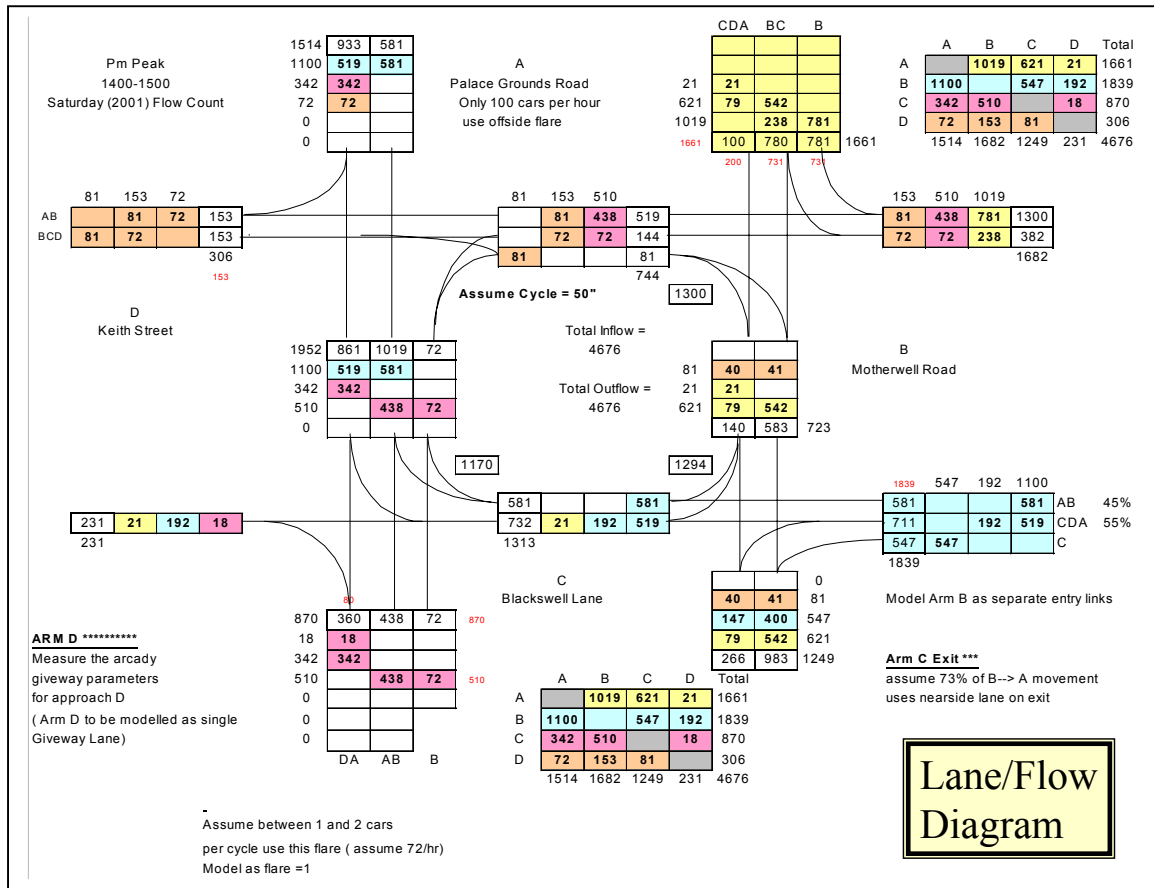 CDA BC B
A B C D Total
1514 933 581
Pm Peak 1100 519 581 A
A 1019 621 21 1661
1400-1500 342 342 Palace Grounds Road 21 21
B 1100 547 192 1839
Saturday (2001) Flow Count 72 72 Only 100 cars per hour 621 79 542
C 342 510 18 870
0 use offside flare 1019 238 781
D 72 153 81 306
0 1661 100 780 781 1661
1514 1682 1249 231 4676
200 731 731
81 153 72
81 153 510
153 510 1019
AB 81 72 153
81 438 519
81 438 781 1300
BCD 81 72 153
72 72 144
72 72 238 382
306
81 81
1682
153
744
Assume Cycle = 50"
1300
D
Keith Street
Total Inflow =
4676
B
Motherwell Road
1952 861 1019 72
1100 519 581
81 40 41
342 342
Total Outflow =
21 21
510 438 72
4676
621 79 542
0
140 583 723
1170
1294
1839 547 192 1100
581 581
581 581 AB 45%
231 21 192 18
732 21 192 519
711 192 519 CDA 55%
231
1313
547 547 C
1839
C
Blackswell Lane
0
80
40 41 81
Model Arm B as separate entry links
870 360 438 72 870
147 400 547
ARM D **********
18 18
79 542 621
Measure the arcady
342 342
266 983 1249
Arm C Exit ***
giveway parameters
510 438 72 510
assume 73% of B--> A movement
for approach D
0
uses nearside lane on exit
( Arm D to be modelled as single
0
Giveway Lane)
0
DA AB B
A B C D Total
A 1019 621 21 1661
B 1100 547 192 1839
C 342 510 18 870
D 72 153 81 306
1514 1682 1249 231 4676
Lane/Flow
Diagram
-
Assume between 1 and 2 cars
per cycle use this flare ( assume 72/hr)
Model as flare =1